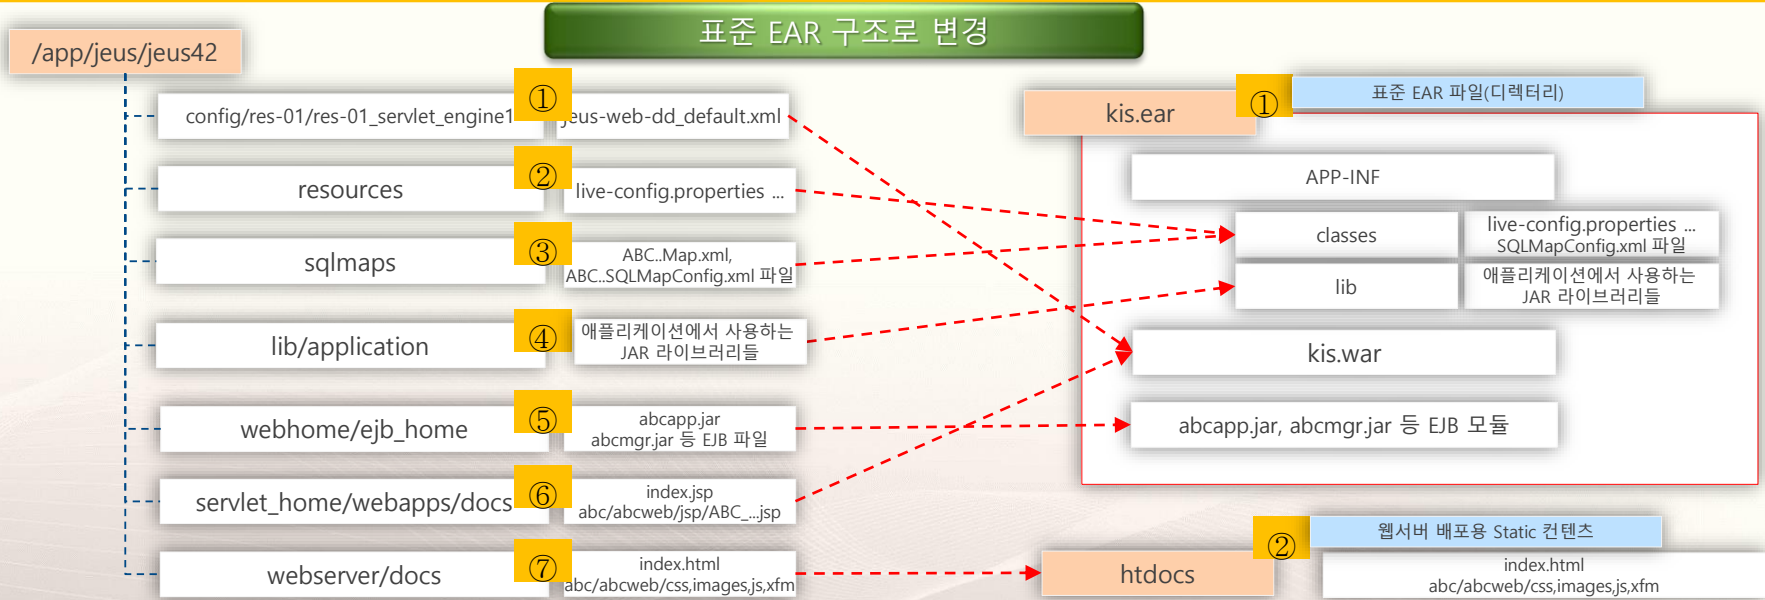 표준 EAR 구조로 변경
/app/jeus/jeus42
config/res-01/res-01_servlet_engine1
①
jeus-web-dd_default.xml
resources
②
live-config.properties ...
sqlmaps
③
ABC..Map.xml,
ABC..SQLMapConfig.xml 파일
lib/application
④
애플리케이션에서 사용하는
JAR 라이브러리들
webhome/ejb_home
⑤
abcapp.jar
abcmgr.jar 등 EJB 파일
servlet_home/webapps/docs
⑥
index.jsp
abc/abcweb/jsp/ABC_...jsp
webserver/docs
⑦
index.html
abc/abcweb/css,images,js,xfm
kis.ear
①
표준 EAR 파일(디렉터리)
APP-INF
classes
live-config.properties ...
SQLMapConfig.xml 파일
lib
애플리케이션에서 사용하는
JAR 라이브러리들
kis.war
abcapp.jar, abcmgr.jar 등 EJB 모듈
htdocs
②
웹서버 배포용 Static 컨텐츠
index.html
abc/abcweb/css,images,js,xfm